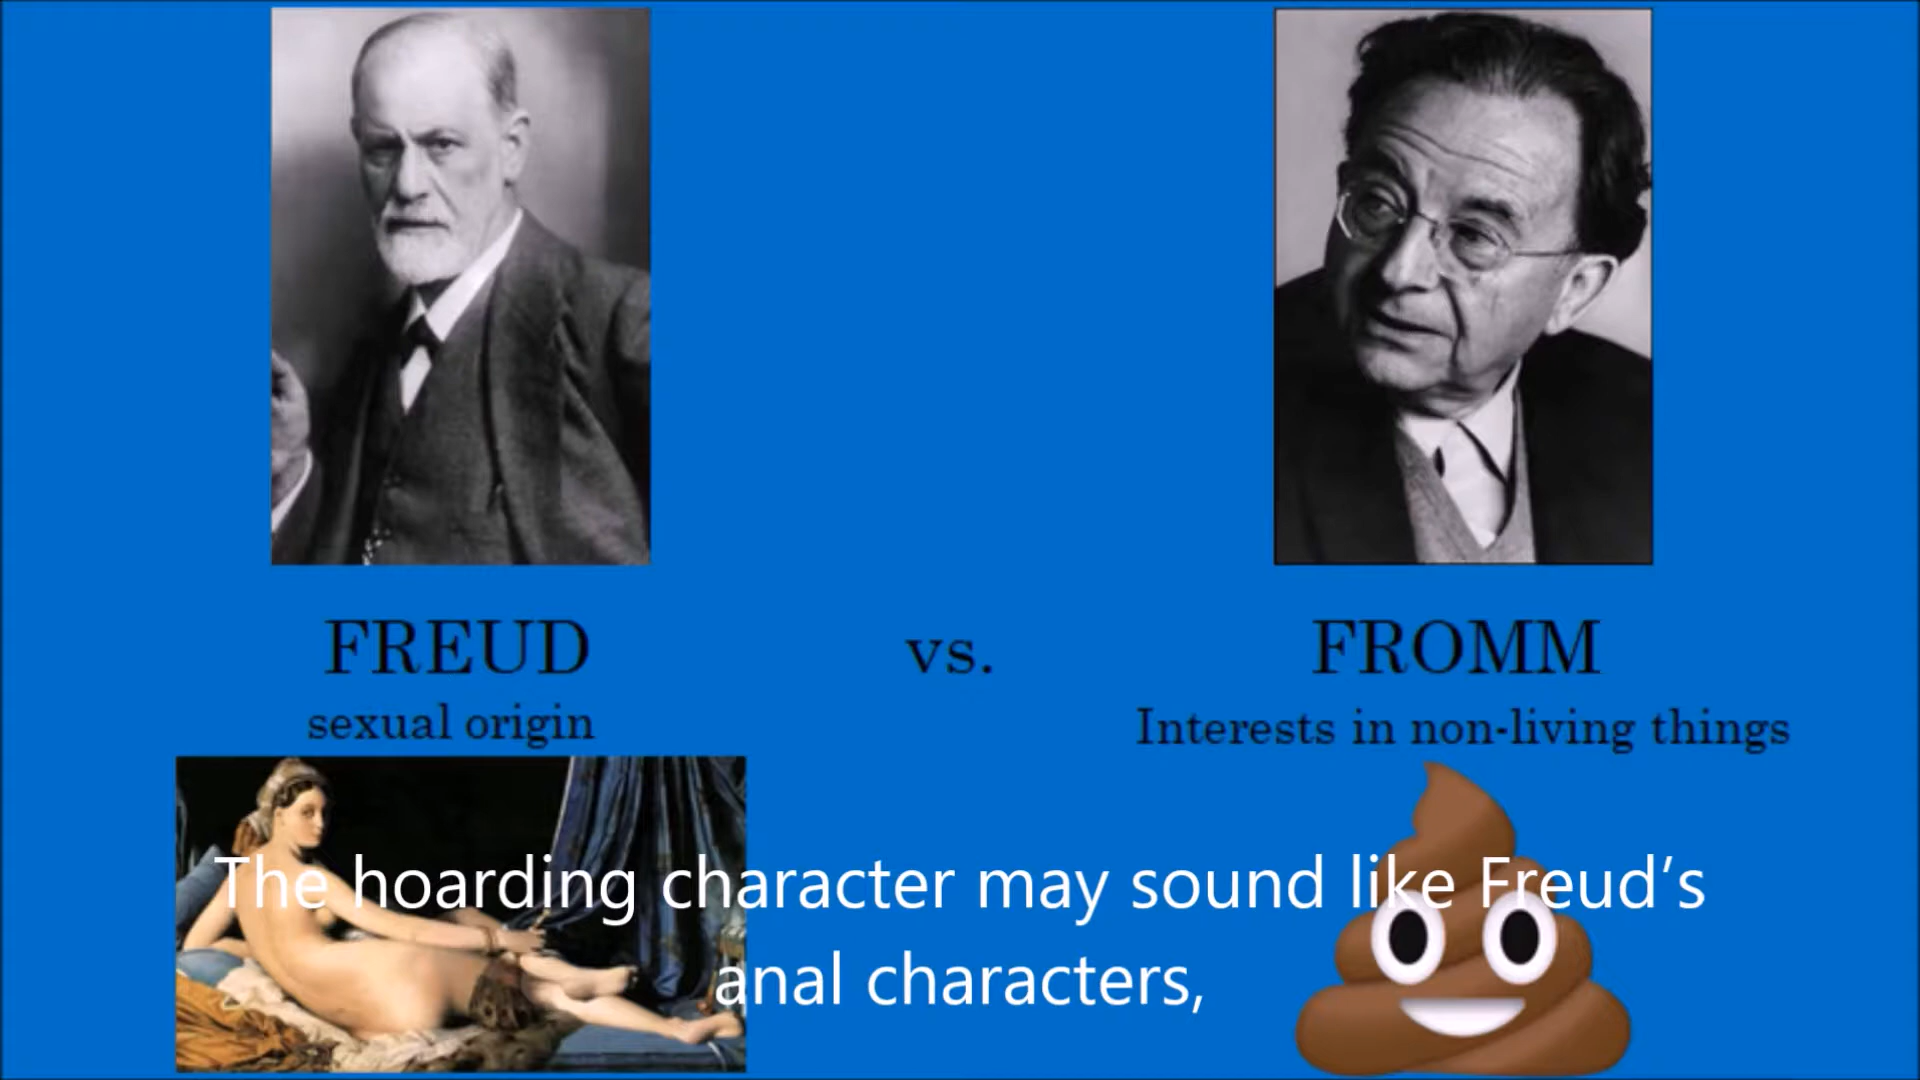 FREUD vs. FROMM
sexual origin
Interests in non-living things
The hoarding character may sound like Freud’s
anal characters,